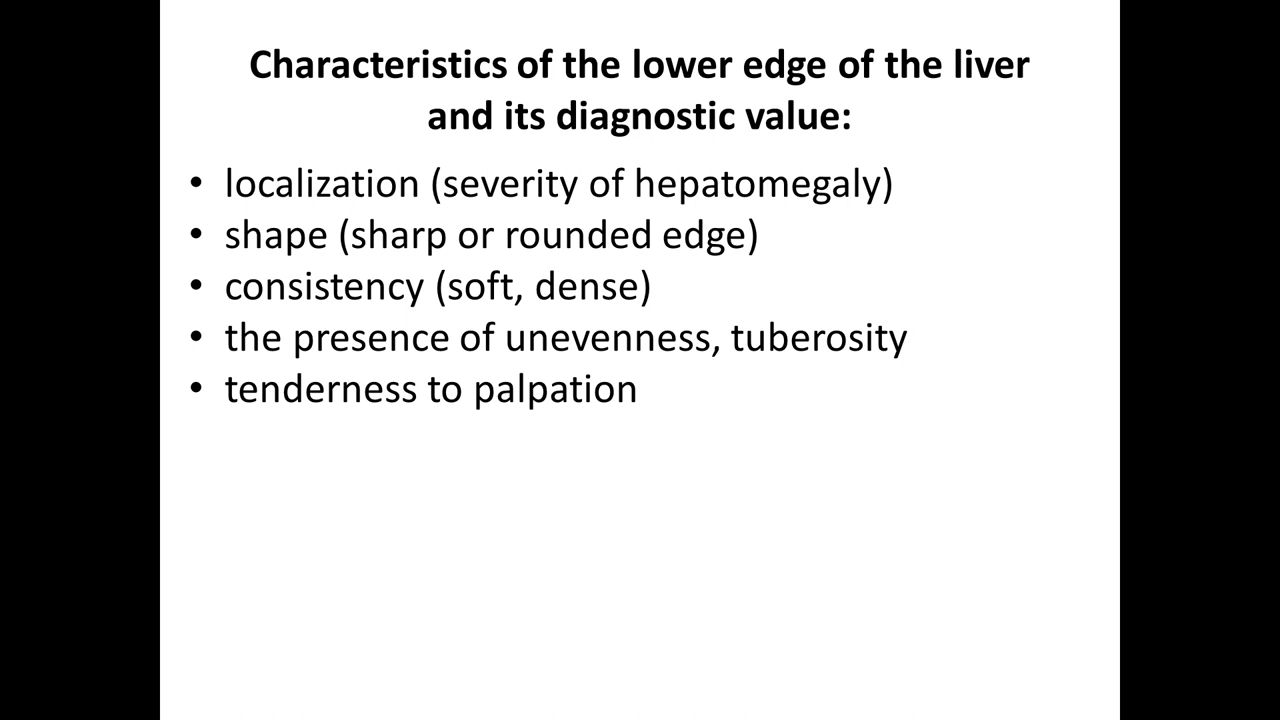 Characteristics of the lower edge of the liver
and its diagnostic value:
• localization (severity of hepatomegaly)
• shape (sharp or rounded edge)
• consistency (soft, dense)
• the presence of unevenness, tuberosity
• tenderness to palpation